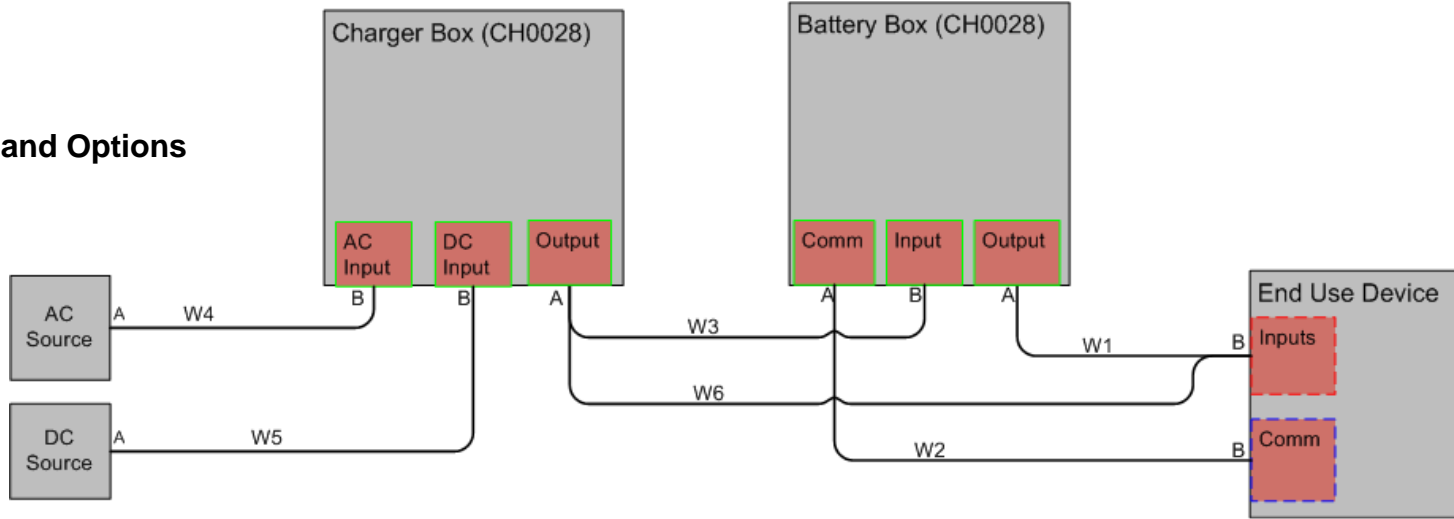 Charger Box (CH0028)
Battery Box (CH0028)
and Options
AC
Input
DC
Input
Output
Comm
Input
Output
B
B
A
A
B
A
AC
Source
A
W4
DC
Source
A
W5
W3
W6
W1
W2
End Use Device
B
Inputs
B
Comm